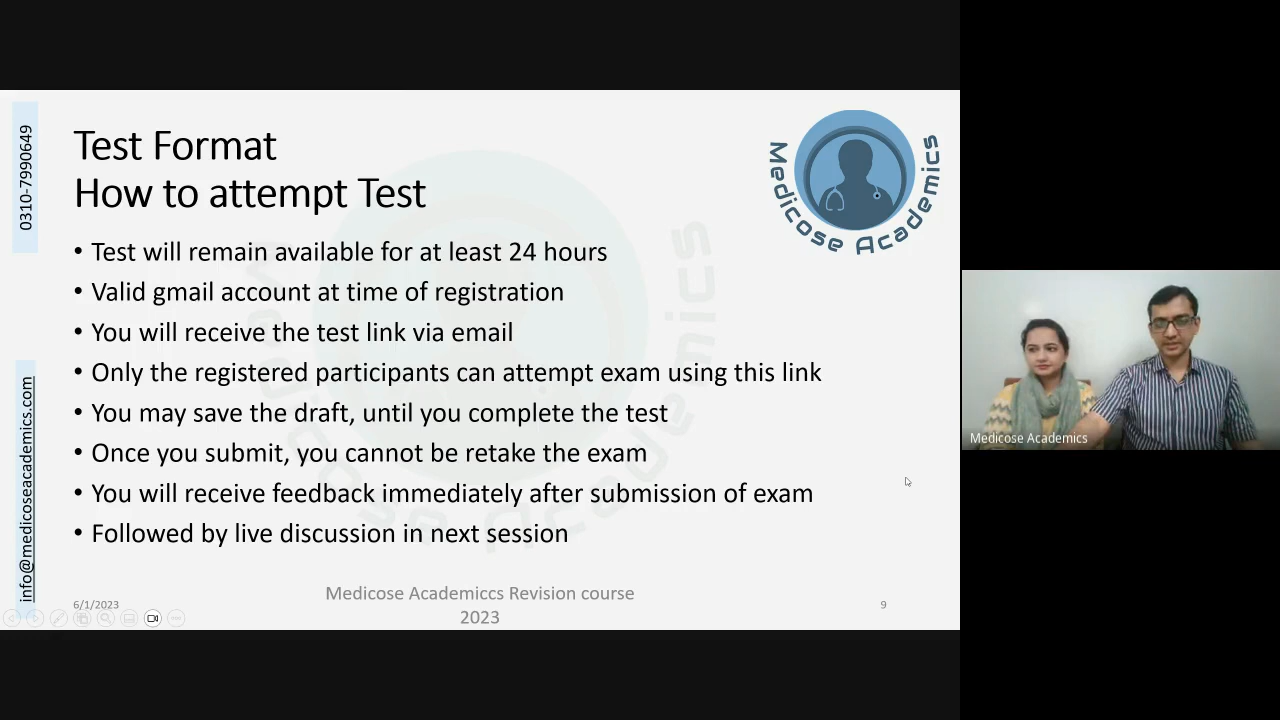 0310-7990649
info@medicoseacademics.com
Test Format
How to attempt Test
Medicose Academics
• Test will remain available for at least 24 hours
• Valid gmail account at time of registration
• You will receive the test link via email
• Only the registered participants can attempt exam using this link
• You may save the draft, until you complete the test
• Once you submit, you cannot be retake the exam
• You will receive feedback immediately after submission of exam
• Followed by live discussion in next session
6/1/2023
Medicose Academiccs Revision course
2023
9
Medicose Academics